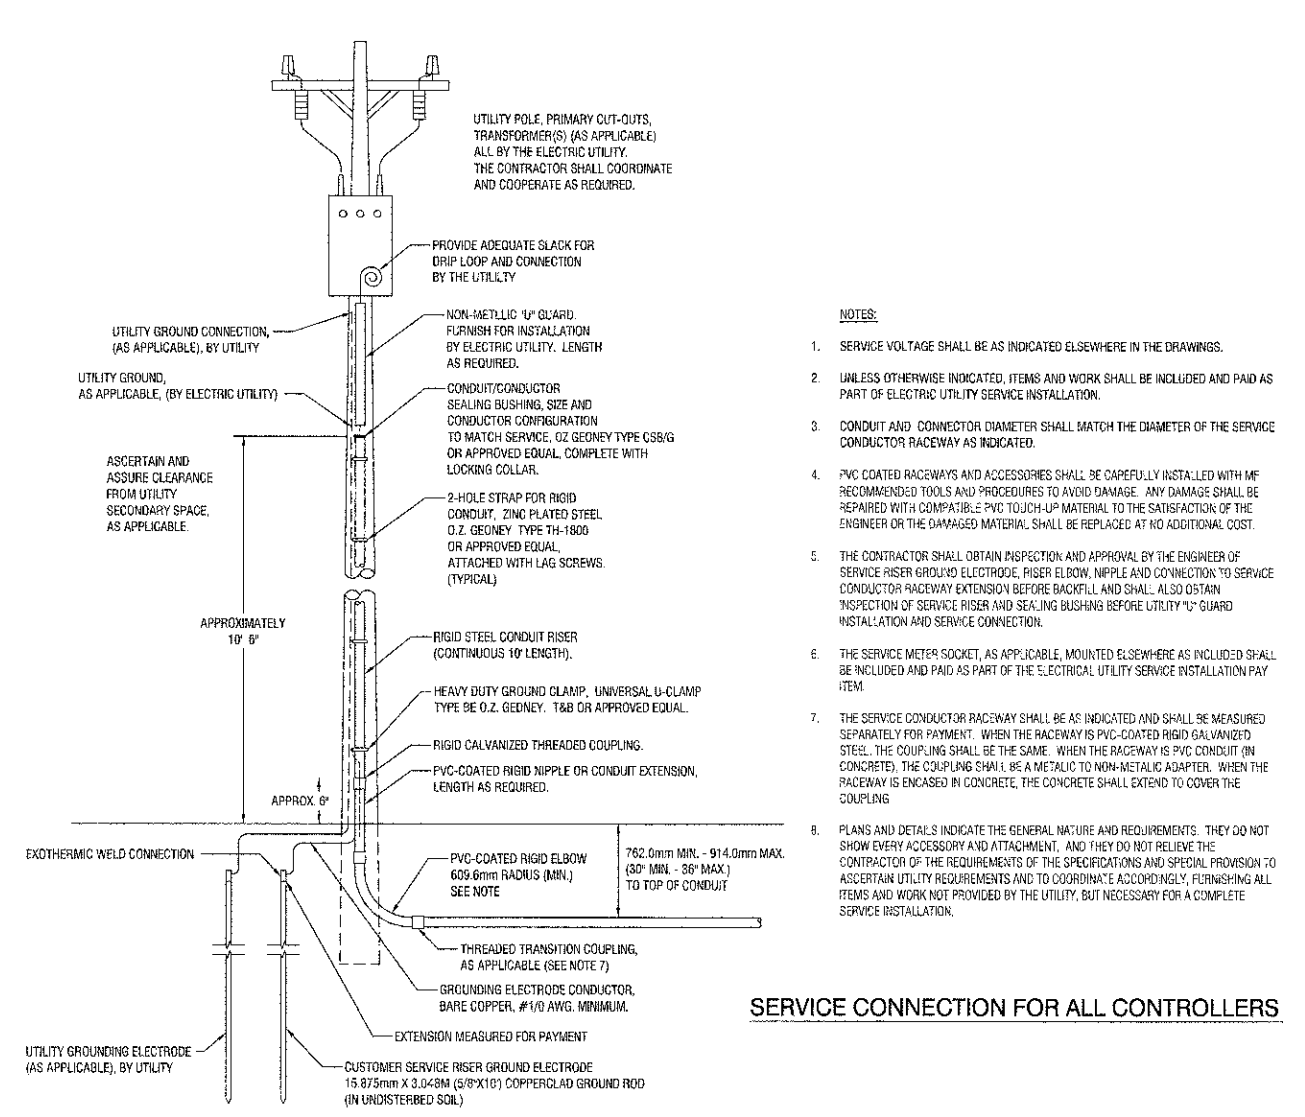 UTILITY POLE, PRIMARY CUT-OUTS,
TRANSFORMER(S) (AS APPLICABLE)
ALL BY THE ELECTRIC UTILITY.
THE CONTRACTOR SHALL COORDINATE
AND COOPERATE AS REQUIRED.
PROVIDE ADEQUATE SLACK FOR
DRIP LOOP AND CONNECTION
BY THE UTILILTY
UTILITY GROUND CONNECTION,
(AS APPLICABLE), BY UTILITY
NON-METLLIC "U" GUARD.
FURNISH FOR INSTALLATION
BY ELECTRIC UTILITY. LENGTH
AS REQUIRED.
UTILITY GROUND,
AS APPLICABLE, (BY ELECTRIC UTILITY)
CONDUIT/CONDUCTOR
SEALING BUSHING, SIZE AND
CONDUCTOR CONFIGURATION
TO MATCH SERVICE, OZ GEDNEY TYPE CSB/G
OR APPROVED EQUAL, COMPLETE WITH
LOCKING COLLAR.
ASCERTAIN AND
ASSURE CLEARANCE
FROM UTILITY
SECONDARY SPACE,
AS APPLICABLE.
2-HOLE STRAP FOR RIGID
CONDUIT, ZINC PLATED STEEL
O.Z. GEDNEY TYPE TH-1800
OR APPROVED EQUAL,
ATTACHED WITH LAG SCREWS.
(TYPICAL)
APPROXIMATELY
10' 6"
RIGID STEEL CONDUIT RISER
(CONTINUOUS 10' LENGTH).
HEAVY DUTY GROUND CLAMP, UNIVERSAL U-CLAMP
TYPE BE O.Z. GEDNEY. T&B OR APPROVED EQUAL.
RIGID CALVANIZED THREADED COUPLING.
PVC-COATED RIGID NIPPLE OR CONDUIT EXTENSION,
LENGTH AS REQUIRED.
APPROX. 6"
EXOTHERMIC WELD CONNECTION
PVC-COATED RIGID ELBOW
609.6mm RADIUS (MIN.)
SEE NOTE
762.0mm MIN. - 914.0mm MAX.
(30" MIN. - 36" MAX.)
TO TOP OF CONDUIT
THREADED TRANSITION COUPLING,
AS APPLICABLE (SEE NOTE 7)
GROUNDING ELECTRODE CONDUCTOR,
BARE COPPER, #1/0 AWG. MINIMUM.
EXTENSION MEASURED FOR PAYMENT
UTILITY GROUNDING ELECTRODE
(AS APPLICABLE), BY UTILITY
CUSTOMER SERVICE RISER GROUND ELECTRODE
15.875mm X 3.048M (5/8"X10') COPPERCLAD GROUND ROD
(IN UNDISTERBED SOIL)
NOTES:
1. SERVICE VOLTAGE SHALL BE AS INDICATED ELSEWHERE IN THE DRAWINGS.
2. UNLESS OTHERWISE INDICATED, ITEMS AND WORK SHALL BE INCLUDED AND PAID AS
PART OF ELECTRIC UTILITY SERVICE INSTALLATION.
3. CONDUIT AND CONNECTOR DIAMETER SHALL MATCH THE DIAMETER OF THE SERVICE
CONDUCTOR RACEWAY AS INDICATED.
4. PVC COATED RACEWAYS AND ACCESSORIES SHALL BE CAREFULLY INSTALLED WITH MF
RECOMMENDED TOOLS AND PROCEDURES TO AVOID DAMAGE. ANY DAMAGE SHALL BE
REPAIRED WITH COMPATIBLE PVC TOUCH-UP MATERIAL TO THE SATISFACTION OF THE
ENGINEER OR THE DAMAGED MATERIAL SHALL BE REPLACED AT NO ADDITIONAL COST.
5. THE CONTRACTOR SHALL OBTAIN INSPECTION AND APPROVAL BY THE ENGINEER OF
SERVICE RISER GROUND ELECTRODE, RISER ELBOW, NIPPLE AND CONNECTION TO SERVICE
CONDUCTOR RACEWAY EXTENSION BEFORE BACKFILL AND SHALL ALSO OBTAIN
INSPECTION OF SERVICE RISER AND SEALING BUSHING BEFORE UTILITY "U" GUARD
INSTALLATION AND SERVICE CONNECTION.
6. THE SERVICE METER SOCKET, AS APPLICABLE, MOUNTED ELSEWHERE AS INCLUDED SHALL
BE INCLUDED AND PAID AS PART OF THE ELECTRICAL UTILITY SERVICE INSTALLATION PAY
ITEM.
7. THE SERVICE CONDUCTOR RACEWAY SHALL BE AS INDICATED AND SHALL BE MEASURED
SEPARATELY FOR PAYMENT. WHEN THE RACEWAY IS PVC-COATED RIGID GALVANIZED
STEEL, THE COUPLING SHALL BE THE SAME. WHEN THE RACEWAY IS PVC CONDUIT (IN
CONCRETE), THE COUPLING SHALL BE A METALIC TO NON-METALIC ADAPTER. WHEN THE
RACEWAY IS ENCASED IN CONCRETE, THE CONCRETE SHALL EXTEND TO COVER THE
COUPLING
8. PLANS AND DETAILS INDICATE THE GENERAL NATURE AND REQUIREMENTS. THEY DO NOT
SHOW EVERY ACCESSORY AND ATTACHMENT, AND THEY DO NOT RELIEVE THE
CONTRACTOR OF THE REQUIREMENTS OF THE SPECIFICATIONS AND SPECIAL PROVISION TO
ASCERTAIN UTILITY REQUIREMENTS AND TO COORDINATE ACCORDINGLY, FURNISHING ALL
ITEMS AND WORK NOT PROVIDED BY THE UTILITY, BUT NECESSARY FOR A COMPLETE
SERVICE INSTALLATION.
SERVICE CONNECTION FOR ALL CONTROLLERS